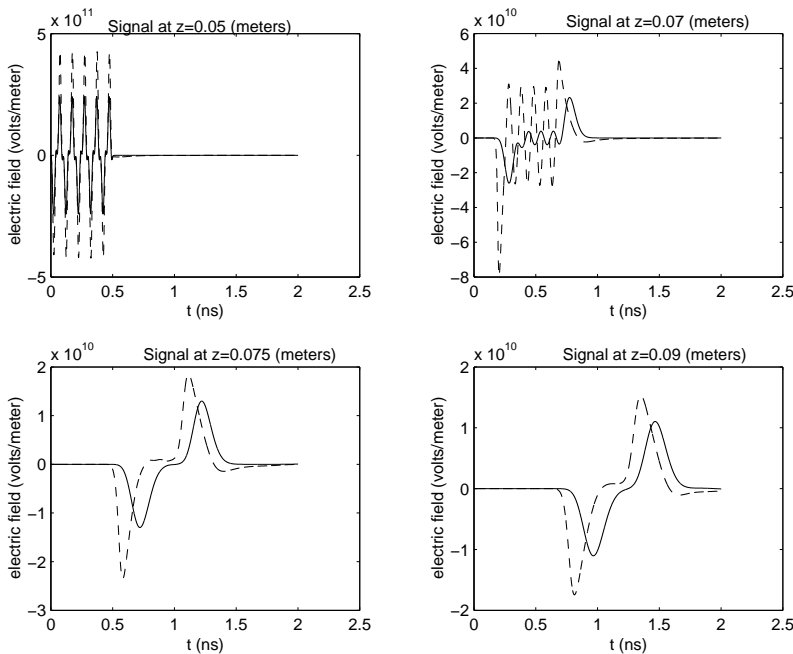 x 10^11
Signal at z=0.05 (meters)
5
0
−5
electric field (volts/meter)
0 0.5 1 1.5 2 2.5
t (ns)
x 10^10
Signal at z=0.07 (meters)
6
4
2
0
−2
−4
−6
−8
electric field (volts/meter)
0 0.5 1 1.5 2 2.5
t (ns)
x 10^10
Signal at z=0.075 (meters)
2
1
0
−1
−2
−3
electric field (volts/meter)
0 0.5 1 1.5 2 2.5
t (ns)
x 10^10
Signal at z=0.09 (meters)
2
1
0
−1
−2
electric field (volts/meter)
0 0.5 1 1.5 2 2.5
t (ns)